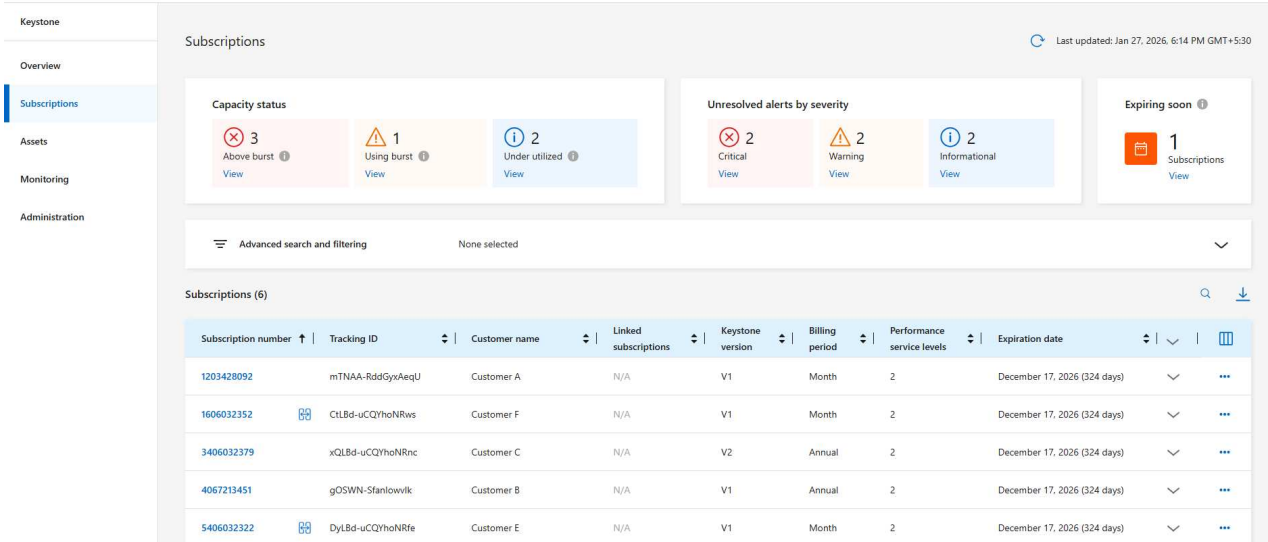 Keystone
Overview
Subscriptions
Assets
Monitoring
Administration
Subscriptions
Last updated: Jan 27, 2026, 6:14 PM GMT+5:30
Capacity status
3
Above burst
View
1
Using burst
View
2
Under utilized
View
Unresolved alerts by severity
2
Critical
View
2
Warning
View
2
Informational
View
Expiring soon
1
Subscriptions
View
Advanced search and filtering None selected
Subscriptions (6)
Subscription number Tracking ID Customer name Linked subscriptions Keystone version Billing period Performance service levels Expiration date
1203428092 mTNAA-RddGyxAeqU Customer A N/A V1 Month 2 December 17, 2026 (324 days)
1606032352 CtLBd-uCQYhoNRws Customer F N/A V1 Month 2 December 17, 2026 (324 days)
3406032379 xQLBd-uCQYhoNRnc Customer C N/A V2 Annual 2 December 17, 2026 (324 days)
4067213451 gOSWN-Sfanlowvlk Customer B N/A V1 Annual 2 December 17, 2026 (324 days)
5406032322 DyLBd-uCQYhoNRfe Customer E N/A V1 Month 2 December 17, 2026 (324 days)